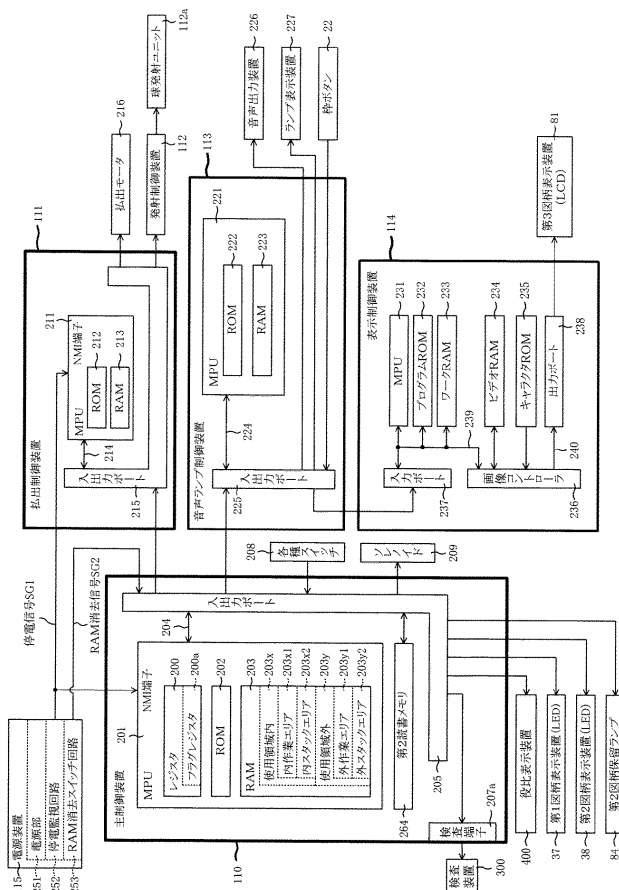 15
電源装置
251
電源部
252
停電監視回路
253
RAM消去スイッチ回路
停電信号SG1
RAM消去信号SG2
111
払出制御装置
211
NMI端子
MPU
ROM
212
RAM
213
214
入出力ポート
215
払出モータ
216
発射制御装置
112
球発射ユニット
112a
113
音声ランプ制御装置
221
MPU
ROM
222
RAM
223
224
入出力ポート
225
音声出力装置
226
ランプ表示装置
227
枠ボタン
22
114
表示制御装置
MPU
231
プログラムROM
232
ワークRAM
233
ビデオRAM
234
キャラクタROM
235
出力ポート
238
239
240
入力ポート
237
画像コントローラ
236
第3図柄表示装置
(LCD)
81
110
主制御装置
201
NMI端子
MPU
レジスタ
200
フラグレジスタ
200a
ROM
202
RAM
203
使用領域内
203x
内作業エリア
203x1
内スタックエリア
203x2
使用領域外
203y
外作業エリア
203y1
外スタックエリア
203y2
204
入出力ポート
205
第2読書メモリ
264
検査端子
207a
検査装置
300
各種スイッチ
208
ソレノイド
209
役比表示装置
400
第1図柄表示装置(LED)
37
第2図柄表示装置(LED)
38
第2図柄保留ランプ
84